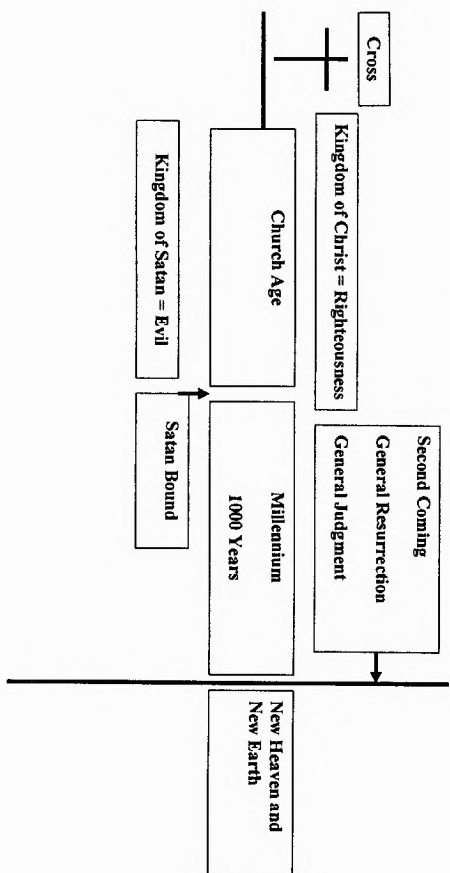 Cross
Kingdom of Christ = Righteousness
Second Coming
General Resurrection
General Judgment
Church Age
Millennium
1000 Years
New Heaven and
New Earth
Kingdom of Satan = Evil
Satan Bound